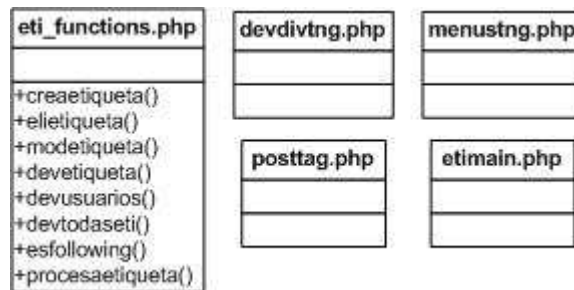 eti_functions.php
+creaetiqueta()
+elietiqueta()
+modetiqueta()
+devetiqueta()
+devusuarios()
+devtodaseti()
+esfollowing()
+procesaetiqueta()
devdivtng.php
menustng.php
posttag.php
etimain.php